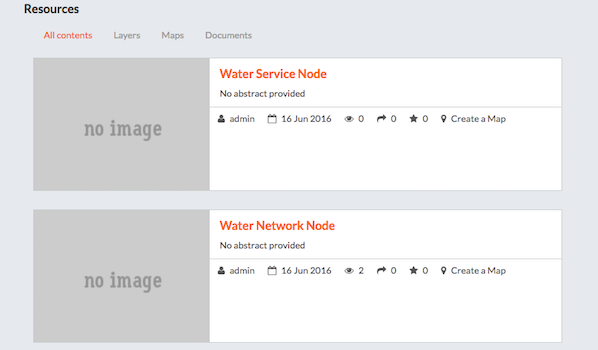 Resources
All contents Layers Maps Documents
no image
Water Service Node
No abstract provided
admin 16 Jun 2016 0 0 0 Create a Map
no image
Water Network Node
No abstract provided
admin 16 Jun 2016 2 0 0 Create a Map